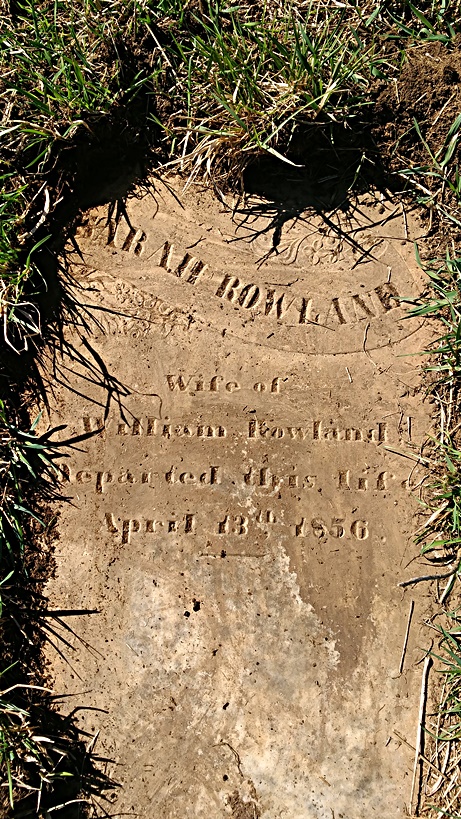 SARAH ROWLAND
Wife of
William Rowland
Departed this life
April 13th 1856.